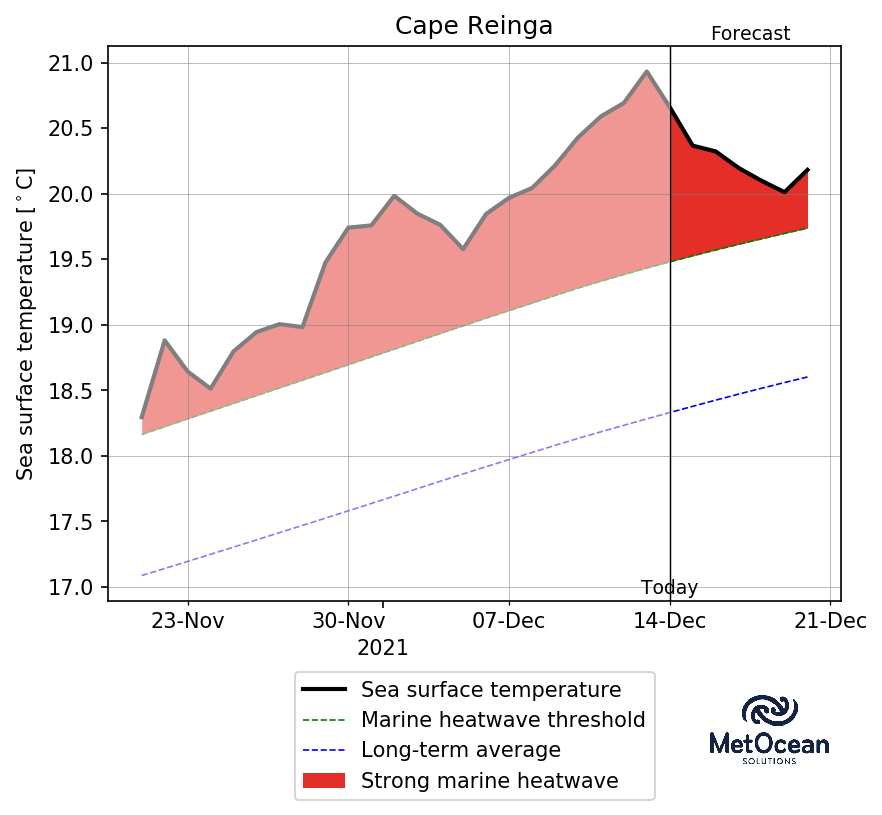 Cape Reinga
Forecast
Sea surface temperature [°C]
21.0
20.5
20.0
19.5
19.0
18.5
18.0
17.5
17.0
Today
23-Nov 30-Nov 07-Dec 14-Dec 21-Dec
2021
Sea surface temperature
Marine heatwave threshold
Long-term average
Strong marine heatwave
MetOcean
SOLUTIONS